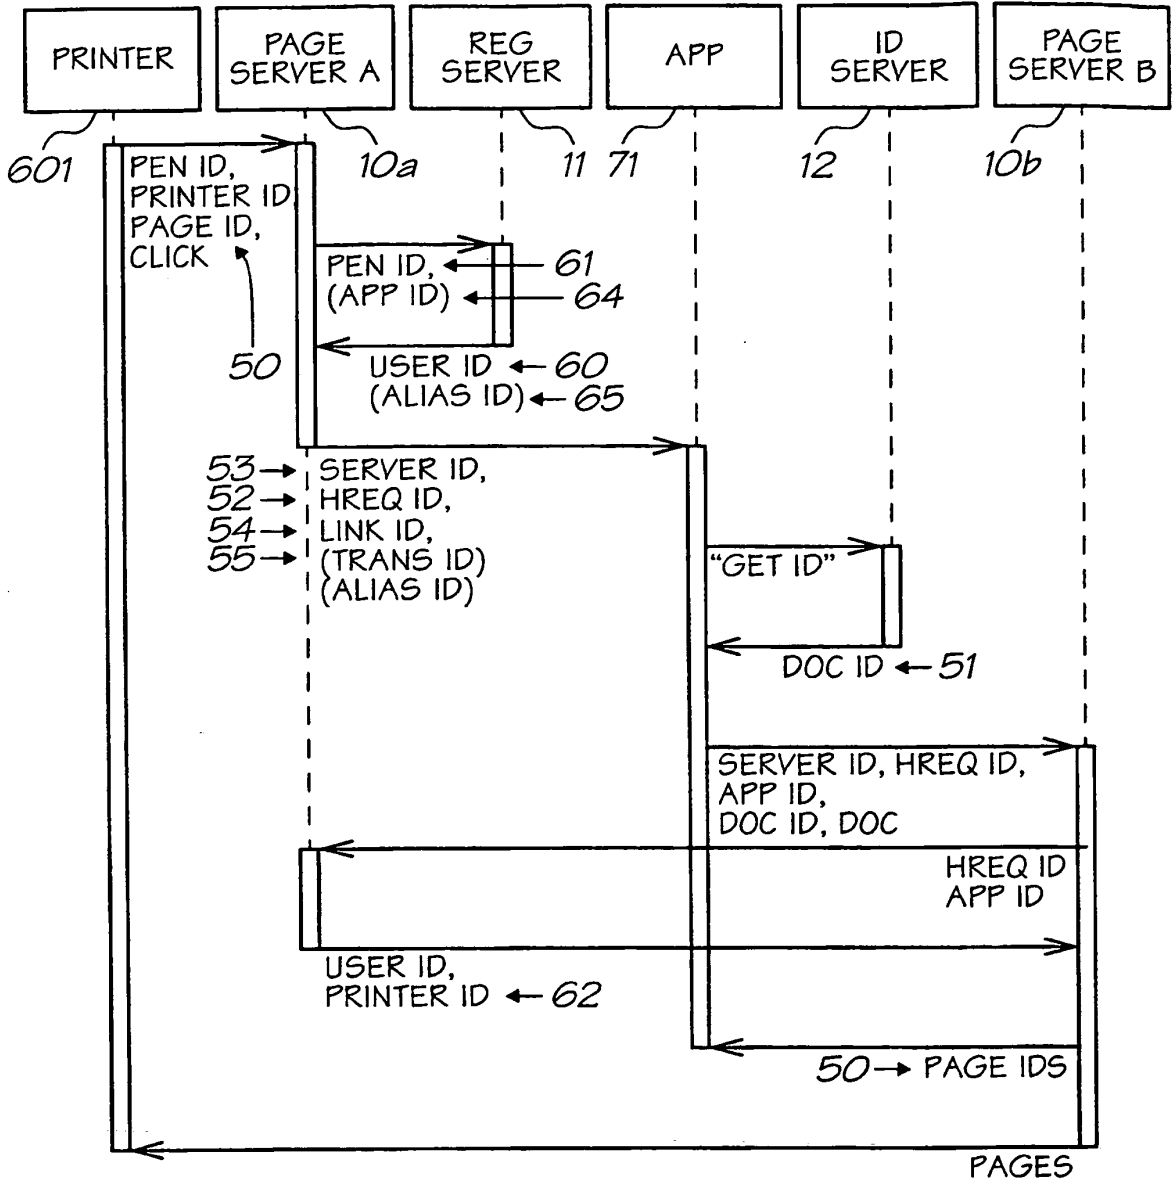 PRINTER
PAGE
SERVER A
REG
SERVER
APP
ID
SERVER
PAGE
SERVER B
601
10a
11
71
12
10b
PEN ID,
PRINTER ID
PAGE ID,
CLICK
50
PEN ID,
61
(APP ID)
64
USER ID
60
(ALIAS ID)
65
53
SERVER ID,
52
HREQ ID,
54
LINK ID,
55
(TRANS ID)
(ALIAS ID)
"GET ID"
DOC ID
51
SERVER ID, HREQ ID,
APP ID,
DOC ID, DOC
HREQ ID
APP ID
USER ID,
PRINTER ID
62
50
PAGE IDS
PAGES